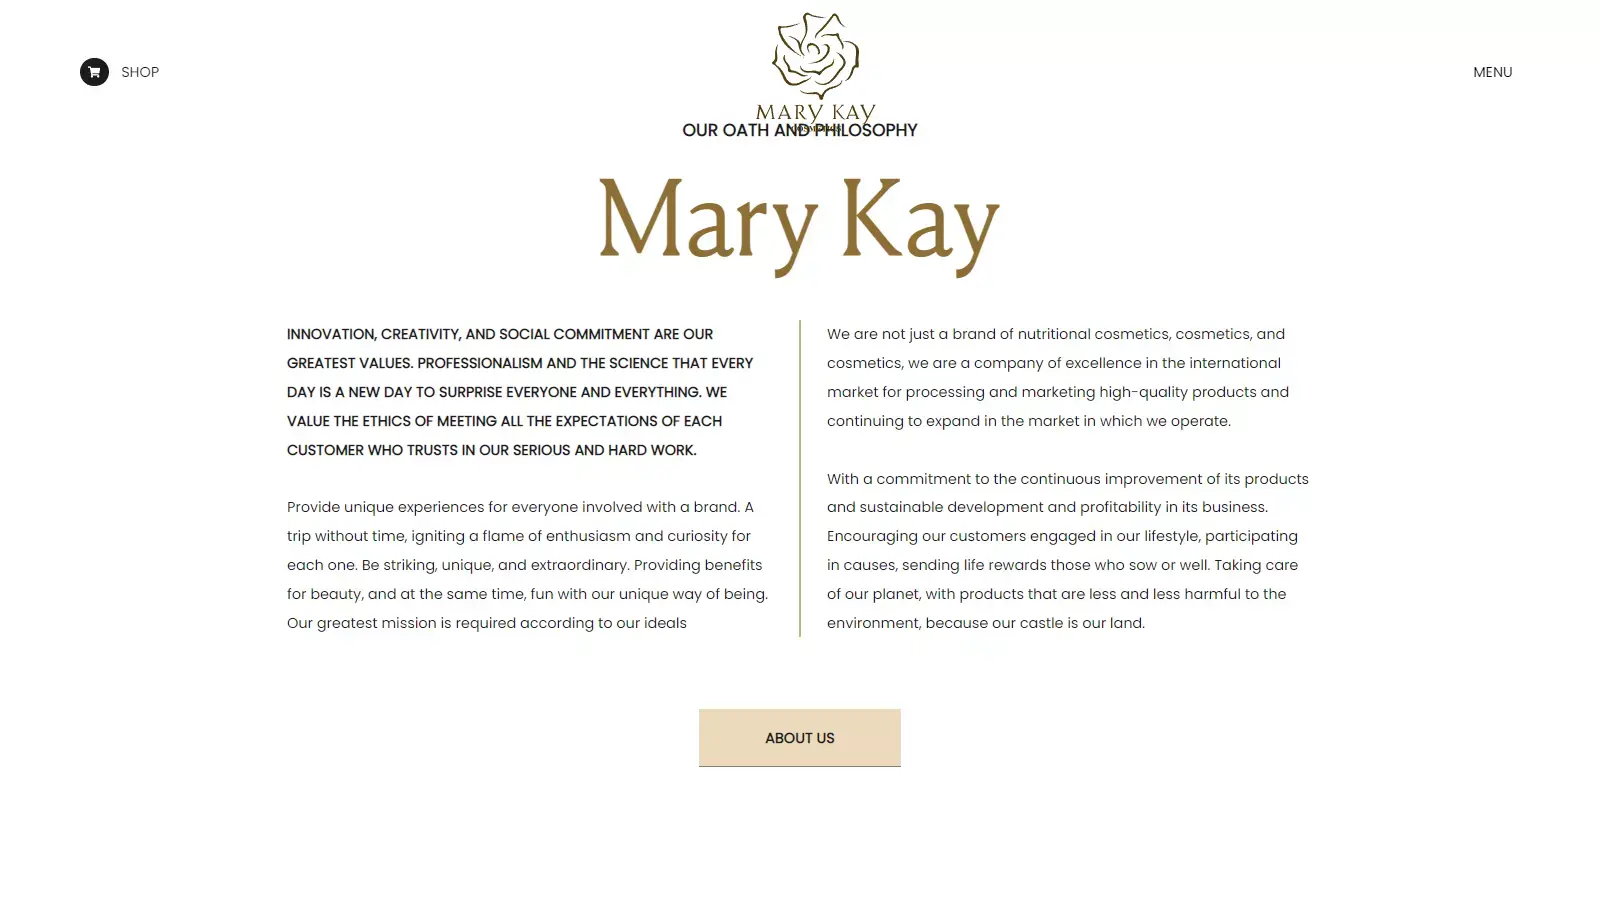 SHOP
MARY KAY
MENU
OUR OATH AND PHILOSOPHY
Mary Kay
INNOVATION, CREATIVITY, AND SOCIAL COMMITMENT ARE OUR
GREATEST VALUES. PROFESSIONALISM AND THE SCIENCE THAT EVERY
DAY IS A NEW DAY TO SURPRISE EVERYONE AND EVERYTHING. WE
VALUE THE ETHICS OF MEETING ALL THE EXPECTATIONS OF EACH
CUSTOMER WHO TRUSTS IN OUR SERIOUS AND HARD WORK.
Provide unique experiences for everyone involved with a brand. A
trip without time, igniting a flame of enthusiasm and curiosity for
each one. Be striking, unique, and extraordinary. Providing benefits
for beauty, and at the same time, fun with our unique way of being.
Our greatest mission is required according to our ideals
We are not just a brand of nutritional cosmetics, cosmetics, and
cosmetics, we are a company of excellence in the international
market for processing and marketing high-quality products and
continuing to expand in the market in which we operate.
With a commitment to the continuous improvement of its products
and sustainable development and profitability in its business.
Encouraging our customers engaged in our lifestyle, participating
in causes, sending life rewards those who sow or well. Taking care
of our planet, with products that are less and less harmful to the
environment, because our castle is our land.
ABOUT US